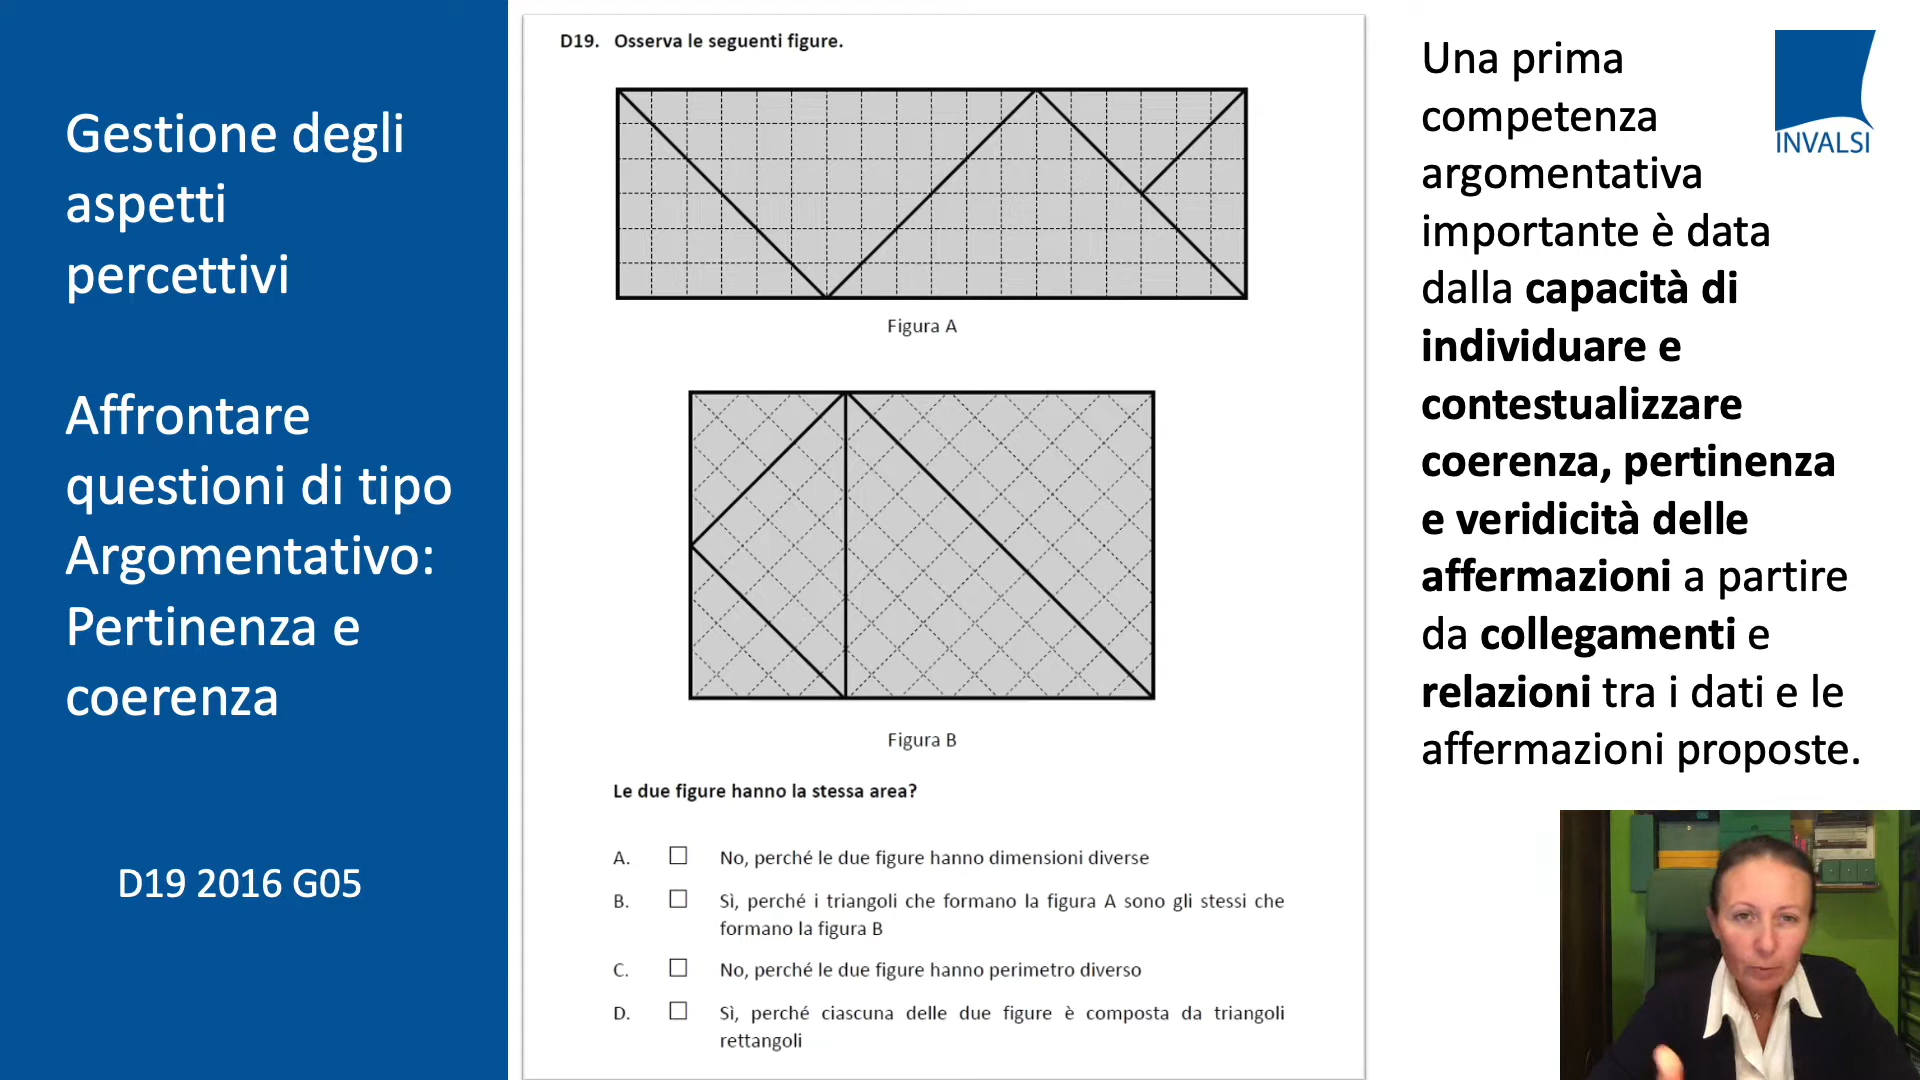 Gestione degli
aspetti
percettivi
Affrontare
questioni di tipo
Argomentativo:
Pertinenza e
coerenza
D19 2016 G05
D19. Osserva le seguenti figure.
Figura A
Figura B
Le due figure hanno la stessa area?
A. No, perché le due figure hanno dimensioni diverse
B. Sì, perché i triangoli che formano la figura A sono gli stessi che
formano la figura B
C. No, perché le due figure hanno perimetro diverso
D. Sì, perché ciascuna delle due figure è composta da triangoli
rettangoli
Una prima
competenza
argomentativa
importante è data
dalla capacità di
individuare e
contestualizzare
coerenza, pertinenza
e veridicità delle
affermazioni a partire
da collegamenti e
relazioni tra i dati e le
affermazioni proposte.
INVALSI